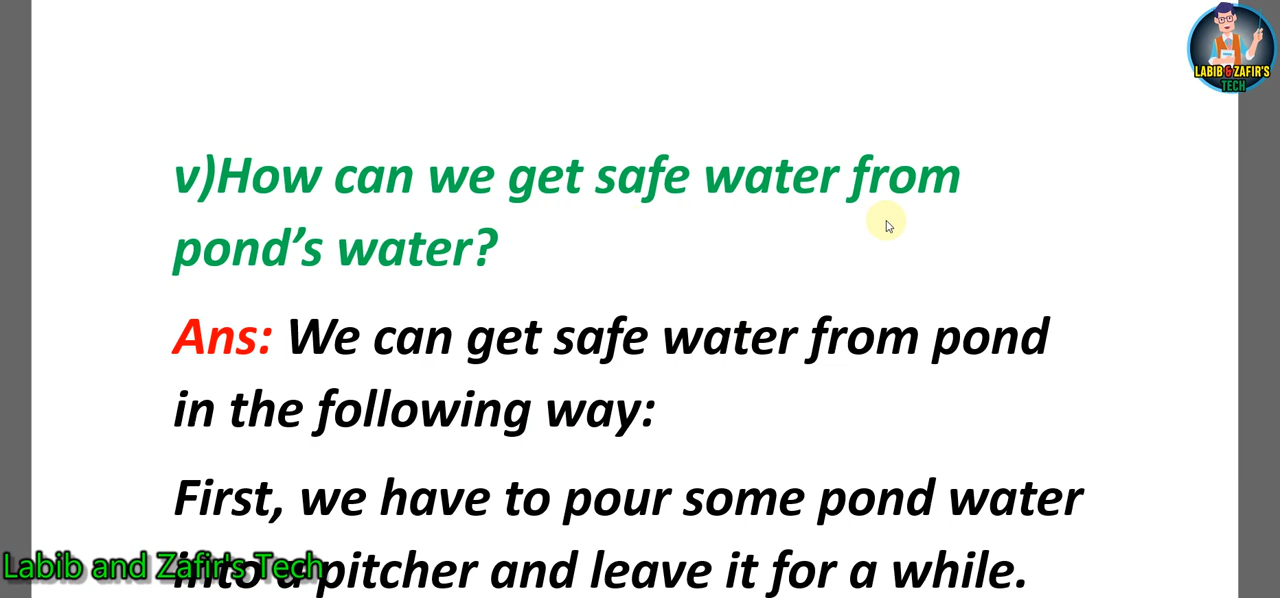 LABIB & ZAFIR'S
TECH
v)How can we get safe water from
pond's water?
Ans: We can get safe water from pond
in the following way:
First, we have to pour some pond water
into a pitcher and leave it for a while.
Labib and Zafir's Tech